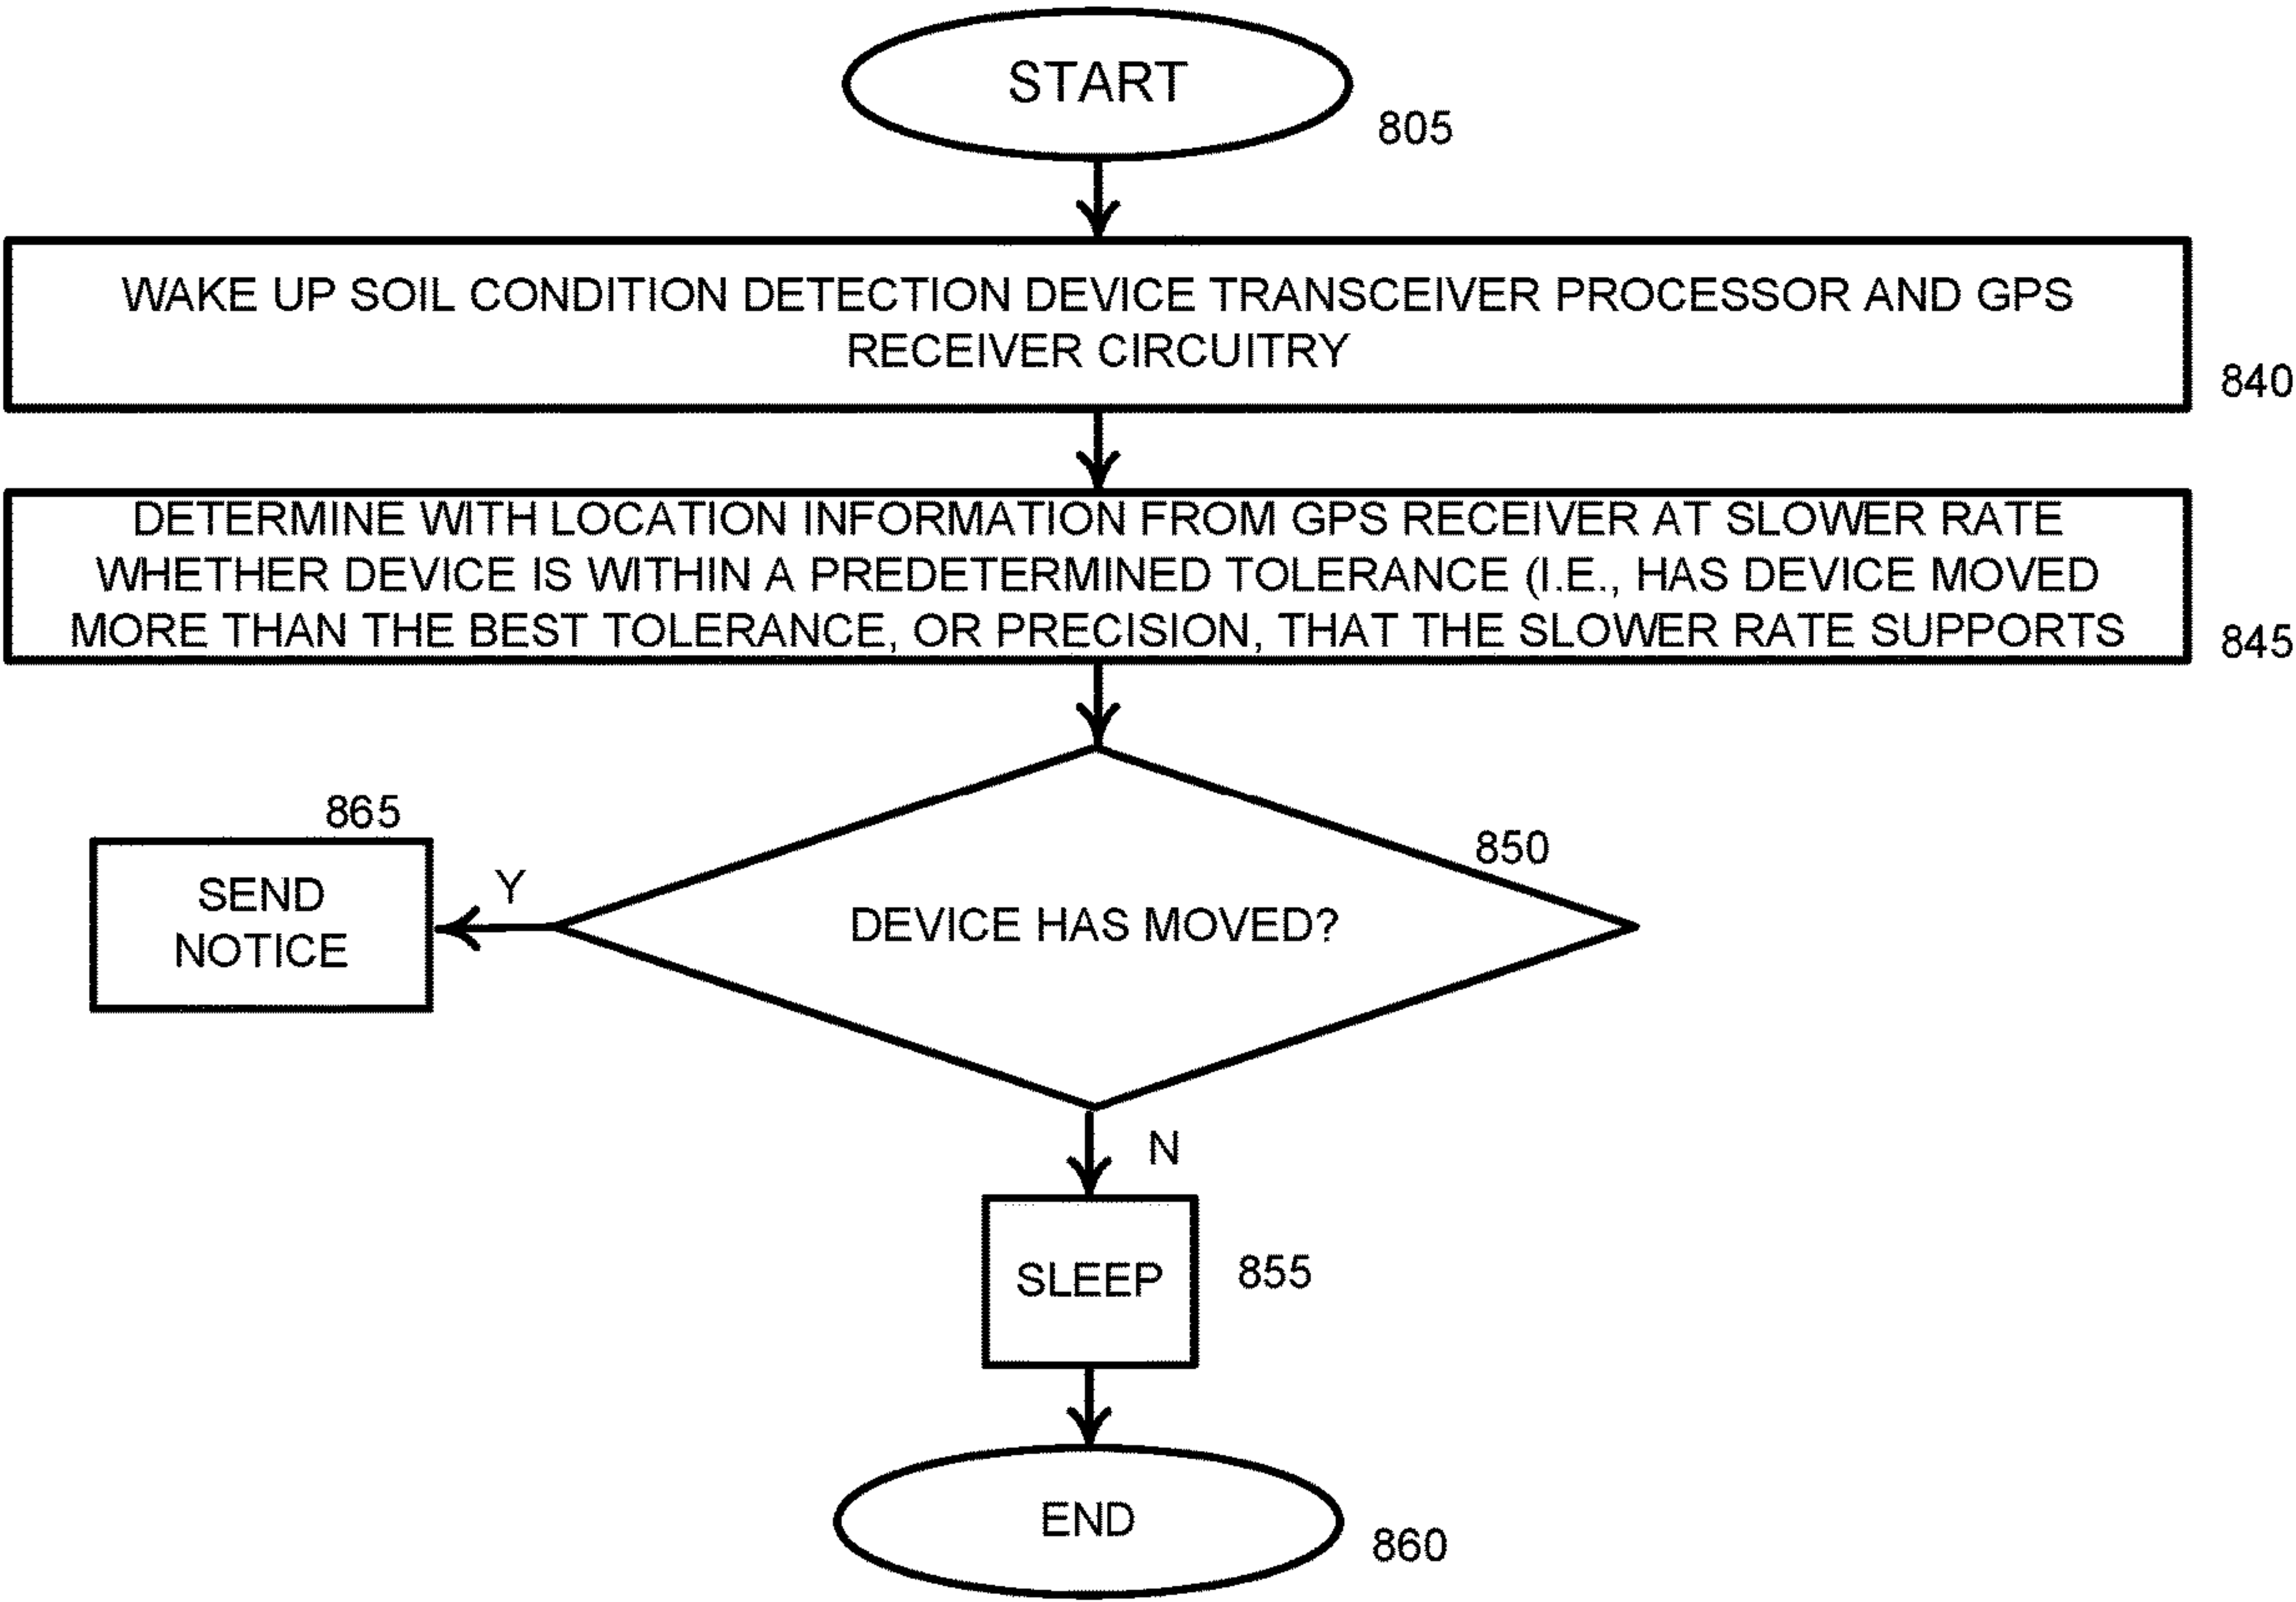 START
805
WAKE UP SOIL CONDITION DETECTION DEVICE TRANSCEIVER PROCESSOR AND GPS
RECEIVER CIRCUITRY
840
DETERMINE WITH LOCATION INFORMATION FROM GPS RECEIVER AT SLOWER RATE
WHETHER DEVICE IS WITHIN A PREDETERMINED TOLERANCE (I.E., HAS DEVICE MOVED
MORE THAN THE BEST TOLERANCE, OR PRECISION, THAT THE SLOWER RATE SUPPORTS
845
865
SEND
NOTICE
Y
850
DEVICE HAS MOVED?
N
SLEEP
855
END
860